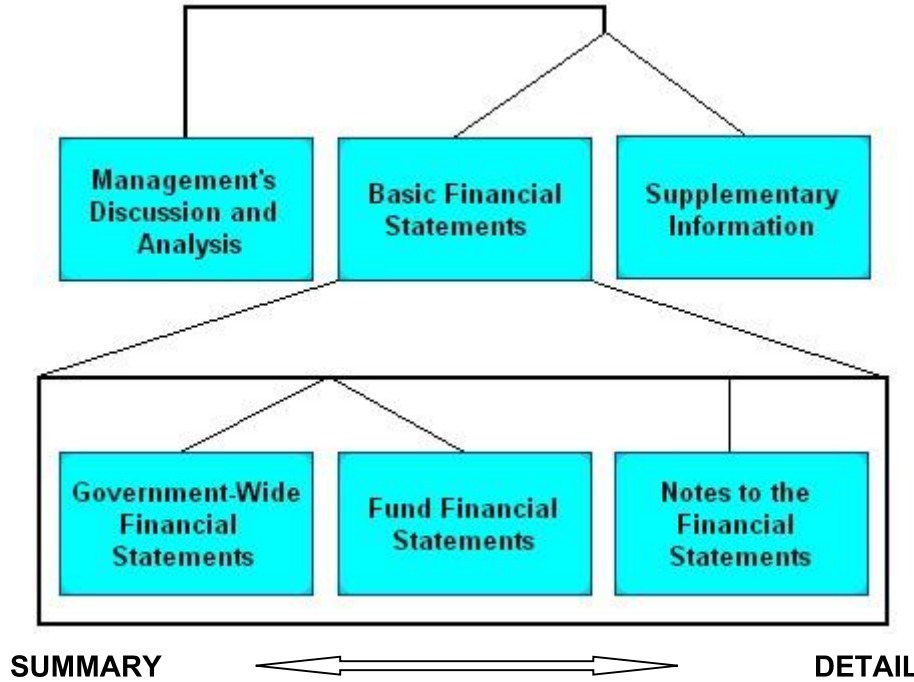 Management's
Discussion and
Analysis
Basic Financial
Statements
Supplementary
Information
Government-Wide
Financial
Statements
Fund Financial
Statements
Notes to the
Financial
Statements
SUMMARY
DETAIL